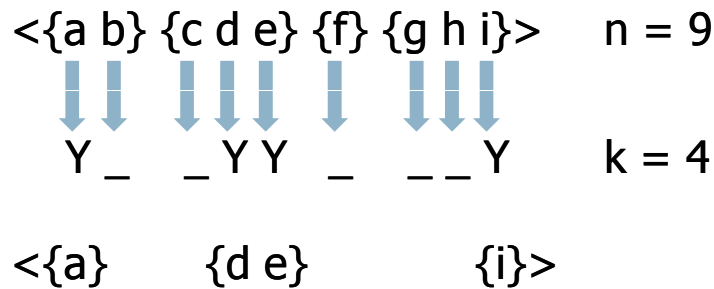 <{a b} {c d e} {f} {g h i}> n = 9
Y _ _ Y Y _ _ _ Y k = 4
<{a} {d e} {i}>